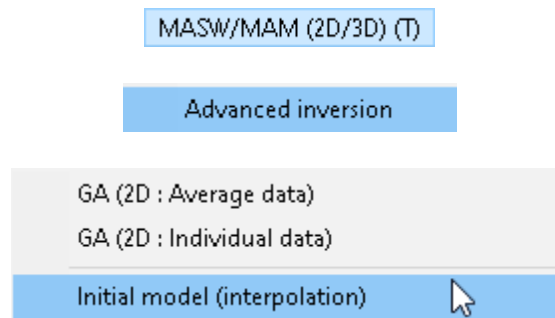 MASW/MAM (2D/3D) (T)
Advanced inversion
GA (2D : Average data)
GA (2D : Individual data)
Initial model (interpolation)